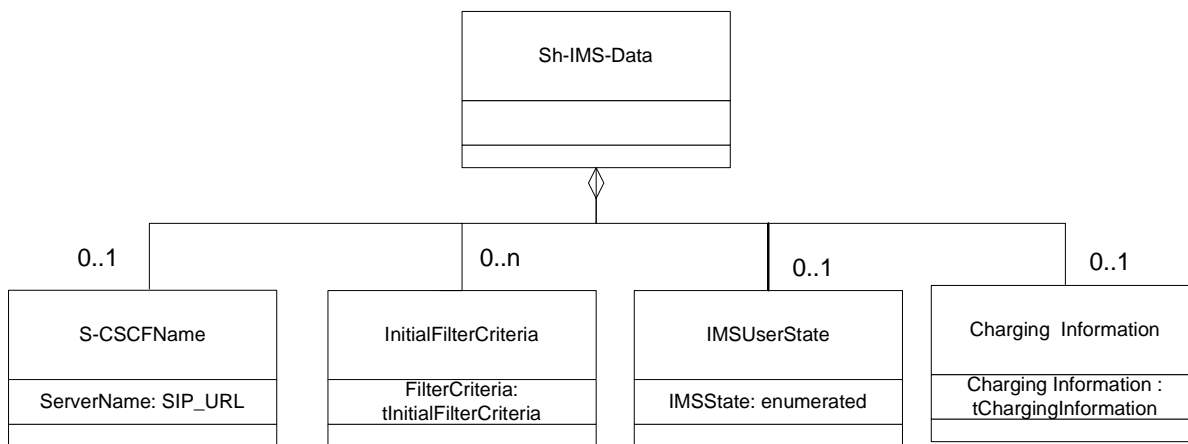 Sh-IMS-Data
0..1
0..n
0..1
0..1
S-CSCFName
InitialFilterCriteria
IMSUserState
Charging Information
ServerName: SIP_URL
FilterCriteria:
tInitialFilterCriteria
IMSState: enumerated
Charging Information :
tChargingInformation